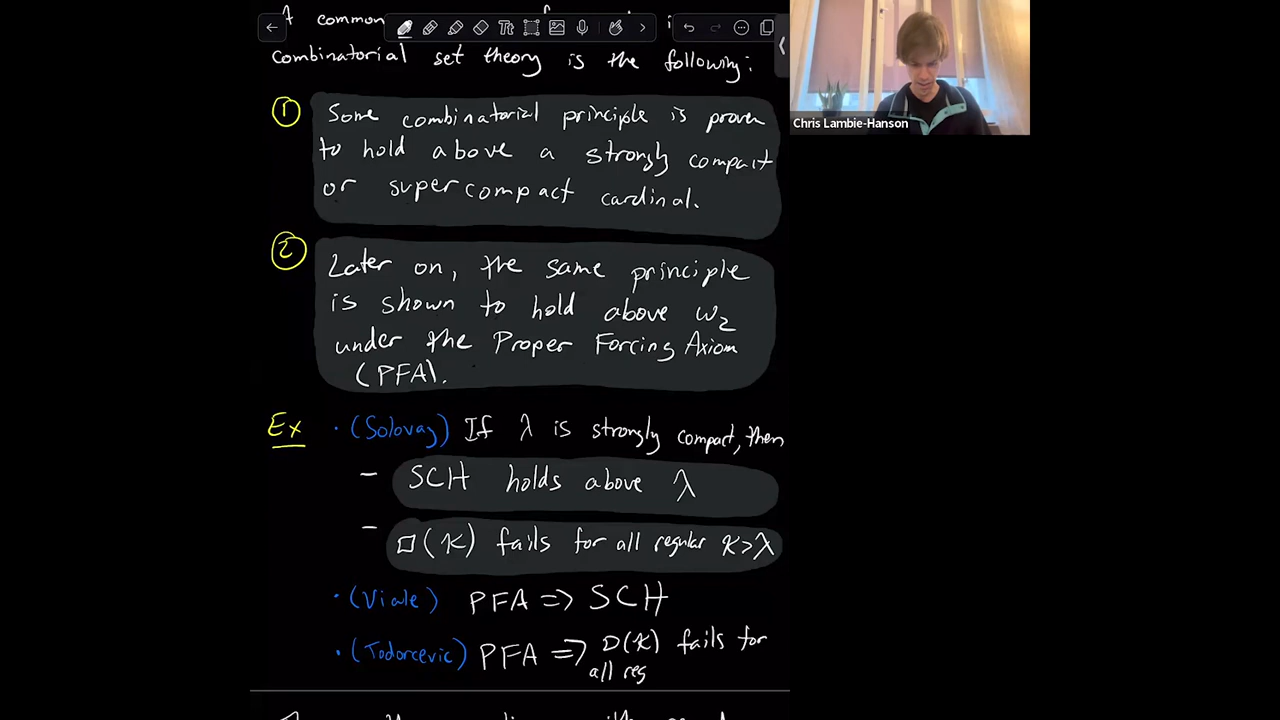 A common
combinatorial set theory is the following:
① Some combinatorial principle is proven
to hold above a strongly compact
or supercompact cardinal.
② Later on, the same principle
is shown to hold above ω₂
under the Proper Forcing Axiom
(PFA).
Ex · (Solovay) If λ is strongly compact, then
- SCH holds above λ
- □(κ) fails for all regular κ>λ
· (Viale) PFA ⇒ SCH
· (Todorcevic) PFA ⇒ □(κ) fails for
all reg
Chris Lambie-Hanson